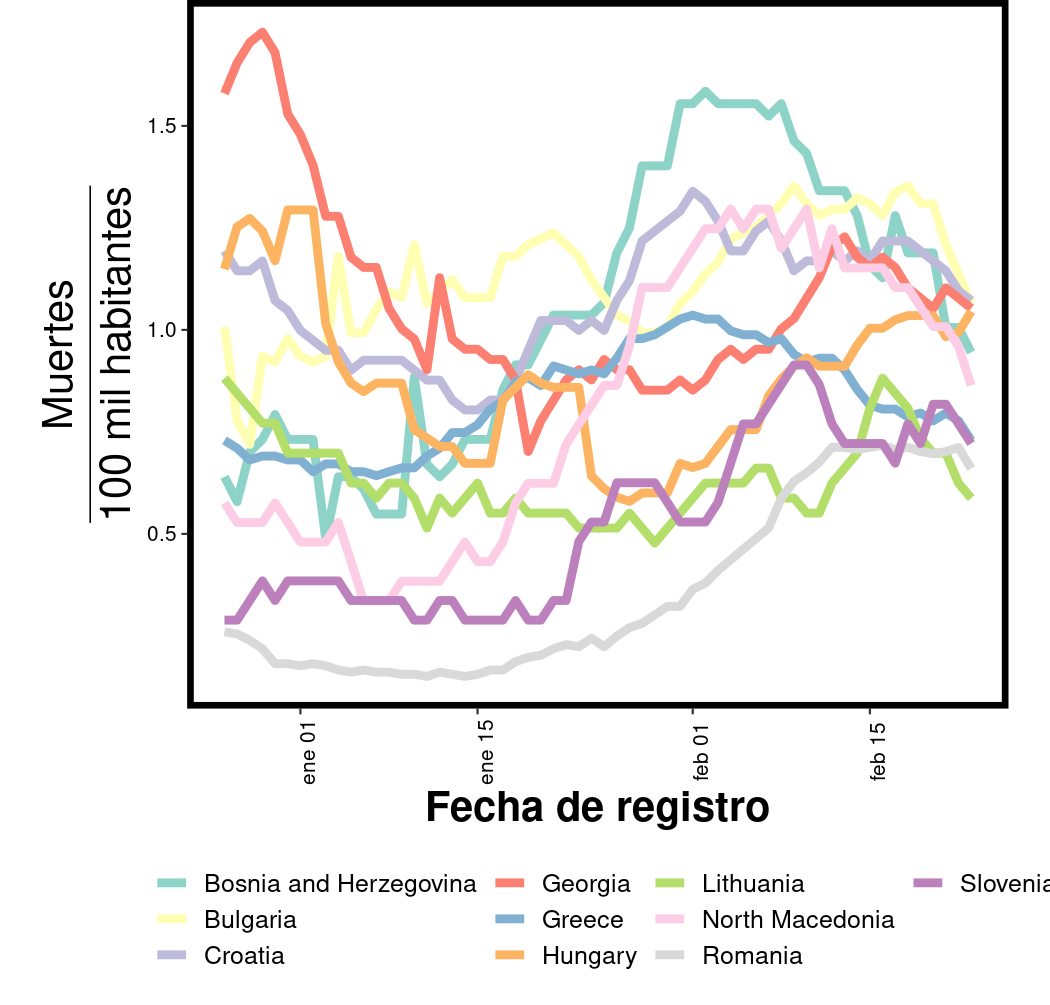 Muertes
100 mil habitantes
1.5
1.0
0.5
ene 01
ene 15
feb 01
feb 15
Fecha de registro
Bosnia and Herzegovina
Georgia
Lithuania
Slovenia
Bulgaria
Greece
North Macedonia
Croatia
Hungary
Romania